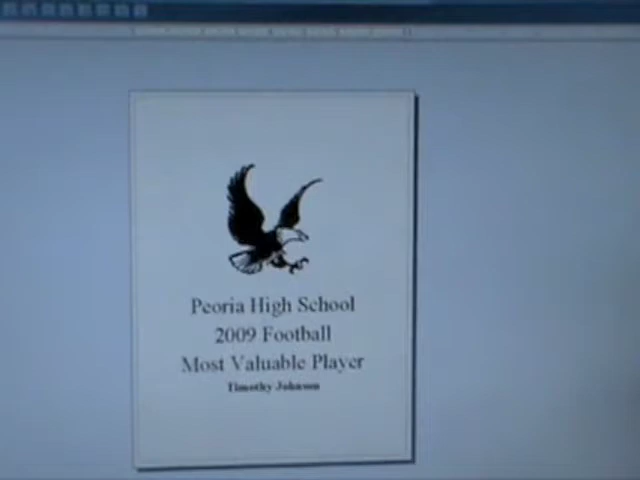 Peoria High School
2009 Football
Most Valuable Player
Timothy Johnson